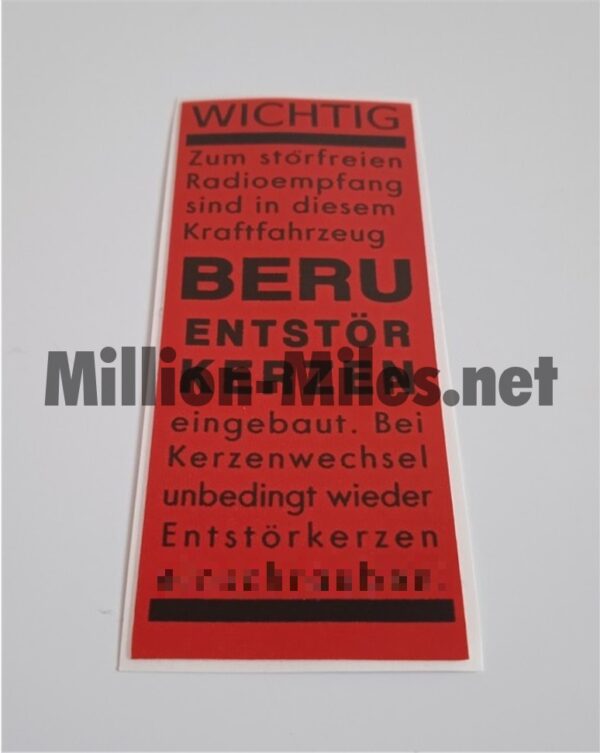 WICHTIG
Zum störfreien
Radioempfang
sind in diesem
Kraftfahrzeug
BERU
ENTSTÖR
KERZEN
Million-Miles.net
eingebaut. Bei
Kerzenwechsel
unbedingt wieder
Entstörkerzen